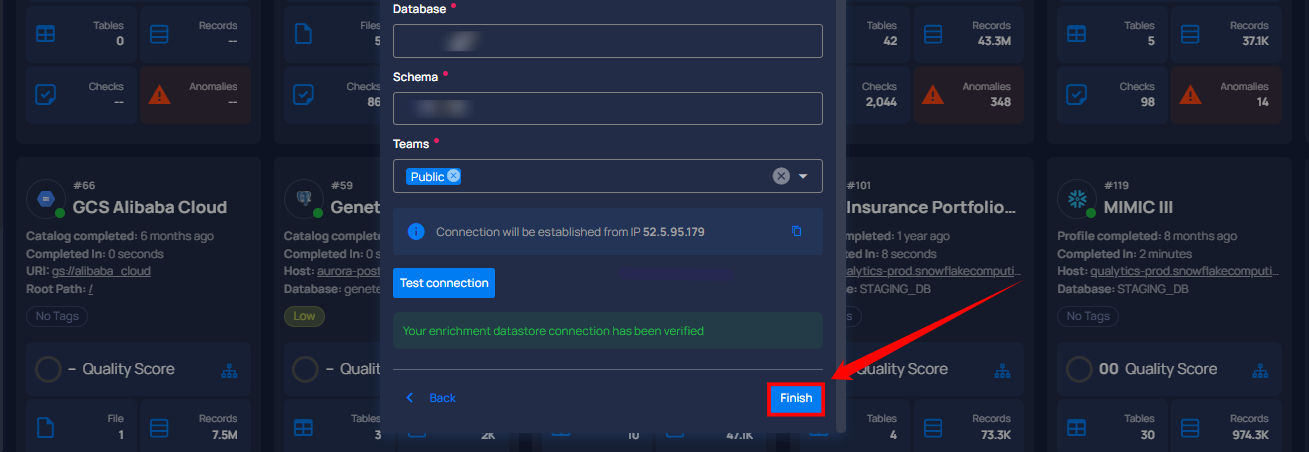 Database *
Tables
0
Records
--
Files
5
Tables
42
Records
43.3M
Tables
5
Records
37.1K
Schema *
Checks
--
Anomalies
--
Checks
86
Checks
2,044
Anomalies
348
Checks
98
Anomalies
14
Teams *
Public
#66
GCS Alibaba Cloud
Catalog completed: 6 months ago
Completed In: 0 seconds
URI: gs://alibaba_cloud
Root Path: /
No Tags
– Quality Score
File
1
Records
7.5M
#59
Genet
Catalog comple
Completed In: 0 s
Host: aurora-post
Database: genete
Low
– Quality S
Tables
3
2K
Connection will be established from IP 52.5.95.179
Test connection
Your enrichment datastore connection has been verified
Back
Finish
10
47.1K
#101
Insurance Portfolio...
completed: 1 year ago
In: 8 seconds
alytics-prod.snowflakecomputi...
: STAGING_DB
s
Quality Score
Tables
4
Records
73.3K
#119
MIMIC III
Profile completed: 8 months ago
Completed In: 2 minutes
Host: qualytics-prod.snowflakecomputi...
Database: STAGING_DB
No Tags
00 Quality Score
Tables
30
Records
974.3K